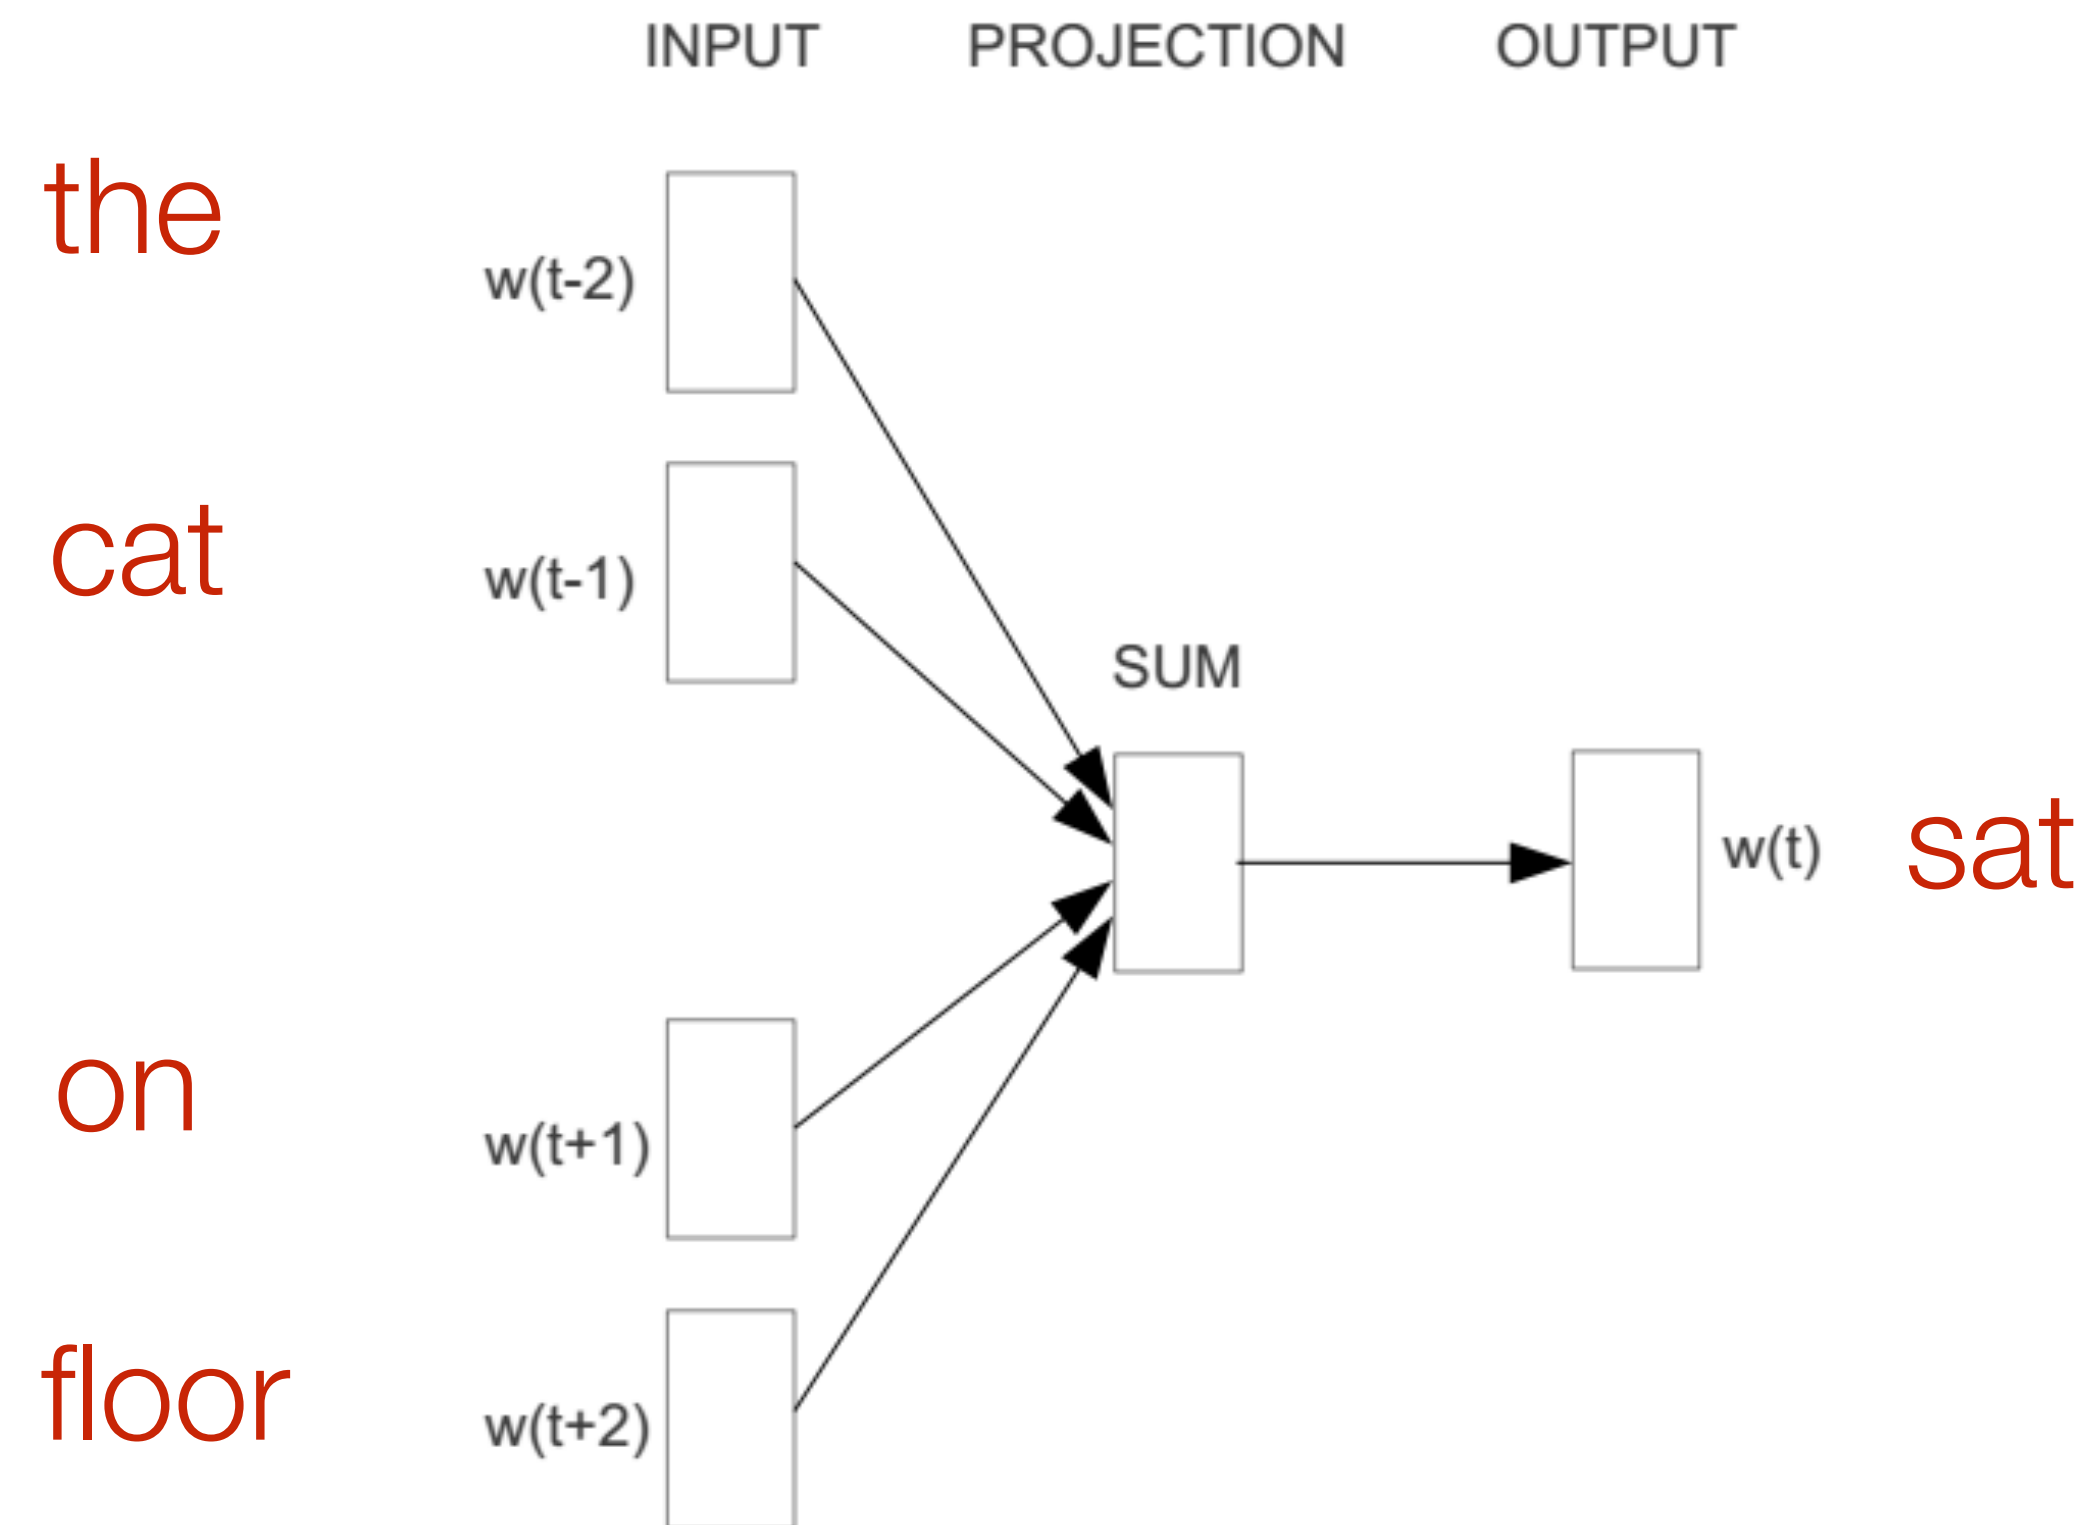 INPUT PROJECTION OUTPUT
the
w(t-2)
cat
w(t-1)
SUM
w(t) sat
on
w(t+1)
floor
w(t+2)